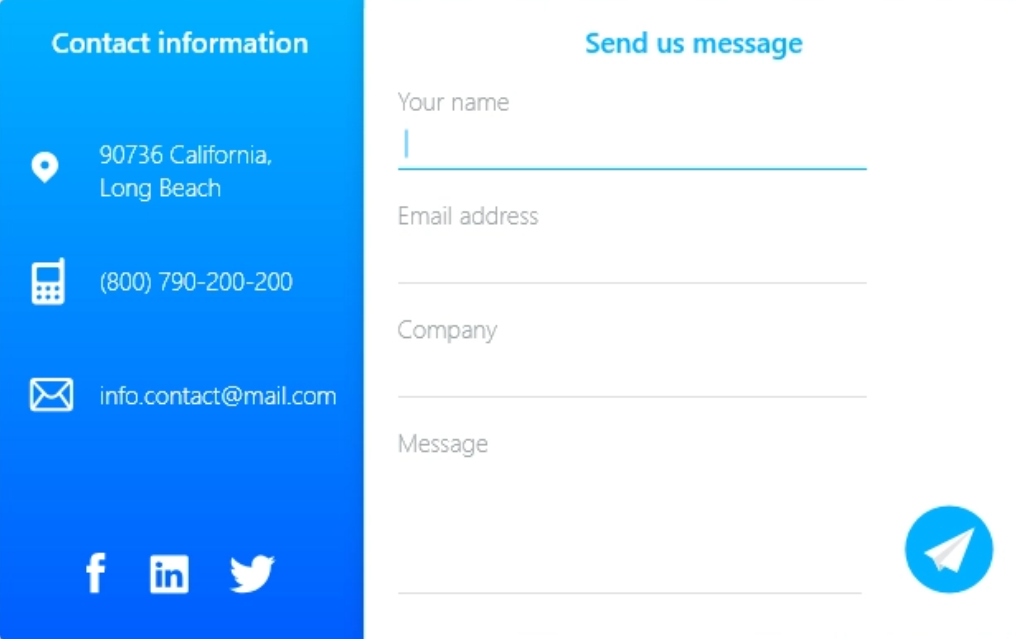 Contact information
90736 California,
Long Beach
(800) 790-200-200
info.contact@mail.com
f
in
Send us message
Your name
Email address
Company
Message